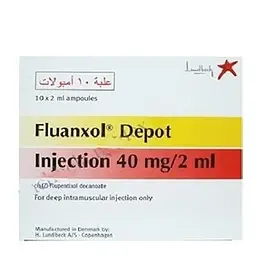 علبة ١٠ أمبولات
10 x 2 ml ampoules
Lundbeck
Fluanxol® Depot
Injection 40 mg/2 ml
cis(Z)-flupentixol decanoate
For deep intramuscular injection only
Manufactured in Denmark by:
H. Lundbeck A/S - Copenhagen